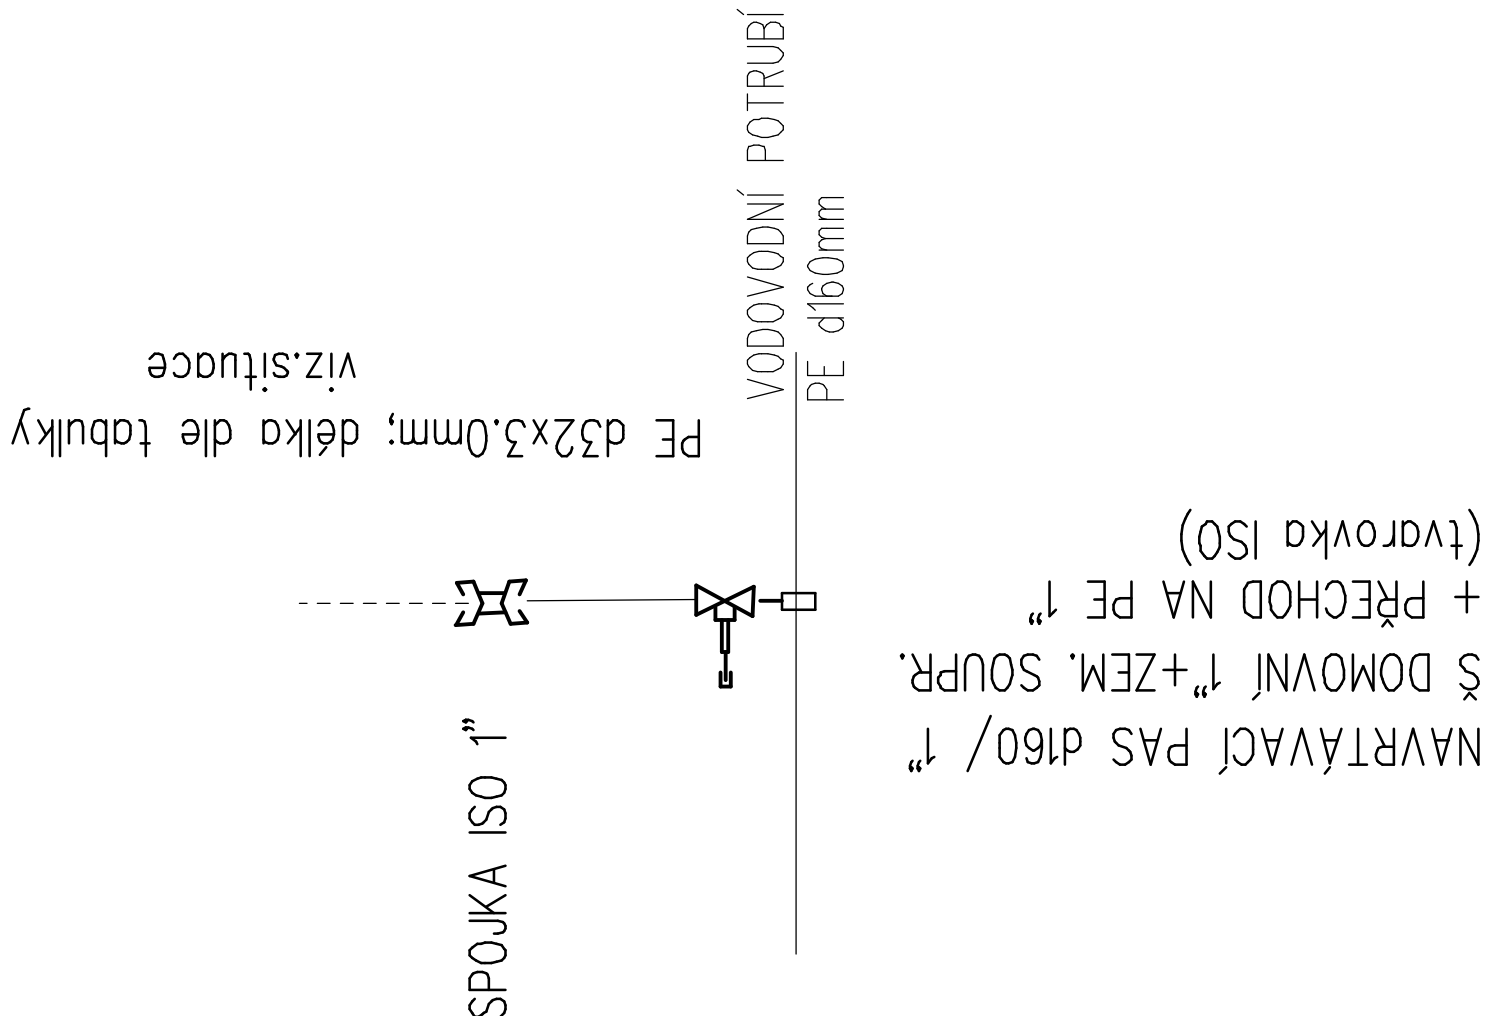 VODOVODNÍ POTRUBÍ
PE d160mm
PE d32x3.0mm; délka dle tabulky
viz.situace
NAVRTÁVACÍ PAS d160/ 1"
Š DOMOVNÍ 1"+ZEM. SOUPR.
+ PŘECHOD NA PE 1"
(tvarovka ISO)
SPOJKA ISO 1"